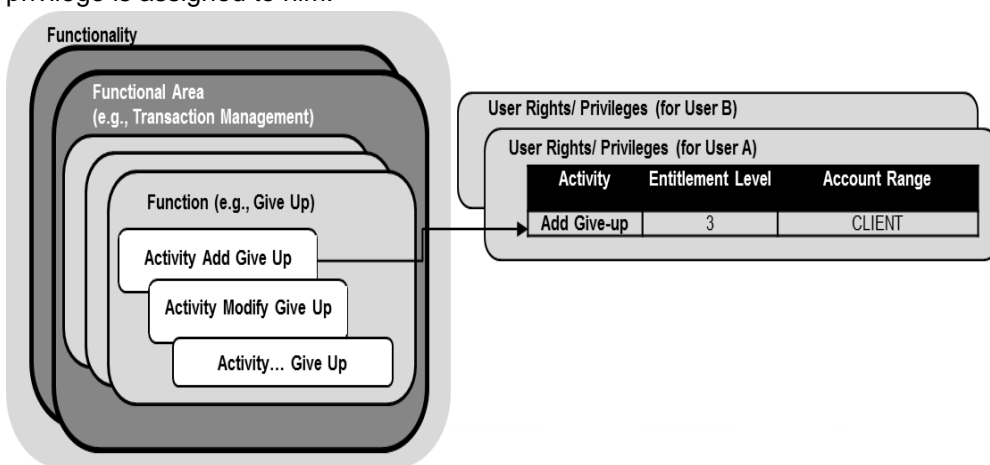 privilege is assigned to him.
Functionality
Functional Area
(e.g., Transaction Management)
Function (e.g., Give Up)
Activity Add Give Up
Activity Modify Give Up
Activity... Give Up
User Rights/ Privileges (for User B)
User Rights/ Privileges (for User A)
Activity Entitlement Level Account Range
Add Give-up 3 CLIENT